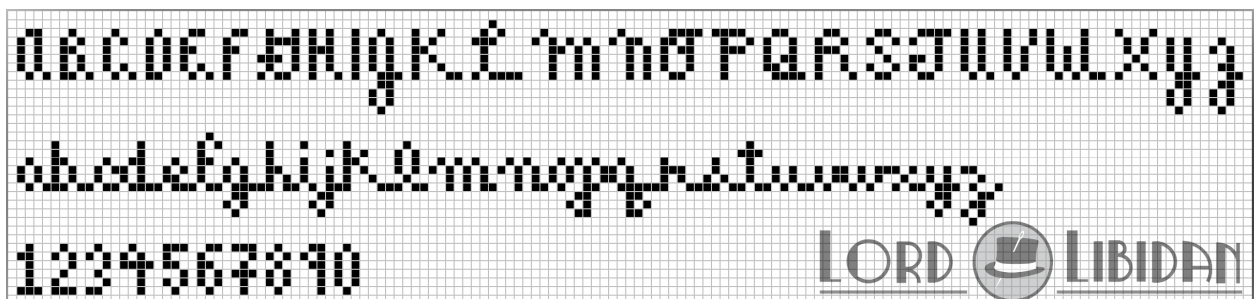 ABCDEFGHIJKLMNOPQRSTUVWXYZ
abcdefghijklmnopqrstuvwxyz
1234567890
LORD LIBIDAN